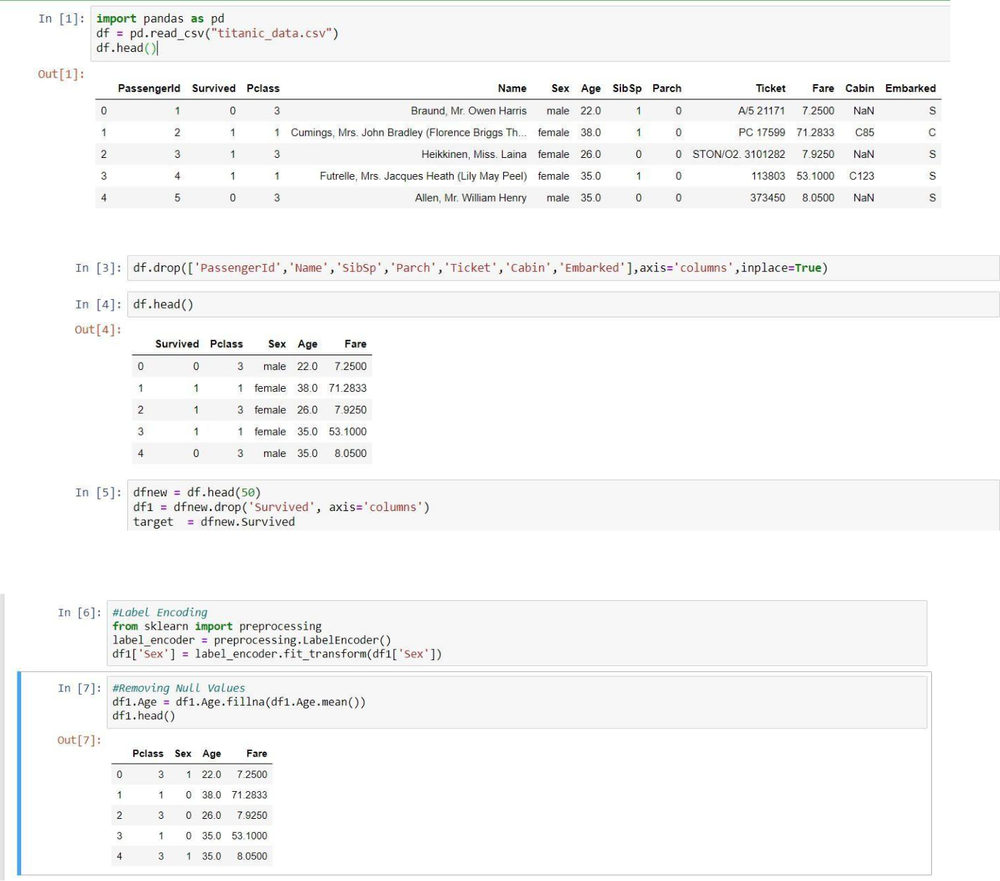 In [1]: import pandas as pd
df = pd.read_csv("titanic_data.csv")
df.head()
Out[1]:
PassengerId Survived Pclass Name Sex Age SibSp Parch Ticket Fare Cabin Embarked
0 1 0 3 Braund, Mr. Owen Harris male 22.0 1 0 A/5 21171 7.2500 NaN S
1 2 1 1 Cumings, Mrs. John Bradley (Florence Briggs Th... female 38.0 1 0 PC 17599 71.2833 C85 C
2 3 1 3 Heikkinen, Miss. Laina female 26.0 0 0 STON/O2. 3101282 7.9250 NaN S
3 4 1 1 Futrelle, Mrs. Jacques Heath (Lily May Peel) female 35.0 1 0 113803 53.1000 C123 S
4 5 0 3 Allen, Mr. William Henry male 35.0 0 0 373450 8.0500 NaN S
In [3]: df.drop(['PassengerId','Name','SibSp','Parch','Ticket','Cabin','Embarked'],axis='columns',inplace=True)
In [4]: df.head()
Out[4]:
Survived Pclass Sex Age Fare
0 0 3 male 22.0 7.2500
1 1 1 female 38.0 71.2833
2 1 3 female 26.0 7.9250
3 1 1 female 35.0 53.1000
4 0 3 male 35.0 8.0500
In [5]: dfnew = df.head(50)
df1 = dfnew.drop('Survived', axis='columns')
target = dfnew.Survived
In [6]: #Label Encoding
from sklearn import preprocessing
label_encoder = preprocessing.LabelEncoder()
df1['Sex'] = label_encoder.fit_transform(df1['Sex'])
In [7]: #Removing Null Values
df1.Age = df1.Age.fillna(df1.Age.mean())
df1.head()
Out[7]:
Pclass Sex Age Fare
0 3 1 22.0 7.2500
1 1 0 38.0 71.2833
2 3 0 26.0 7.9250
3 1 0 35.0 53.1000
4 3 1 35.0 8.0500